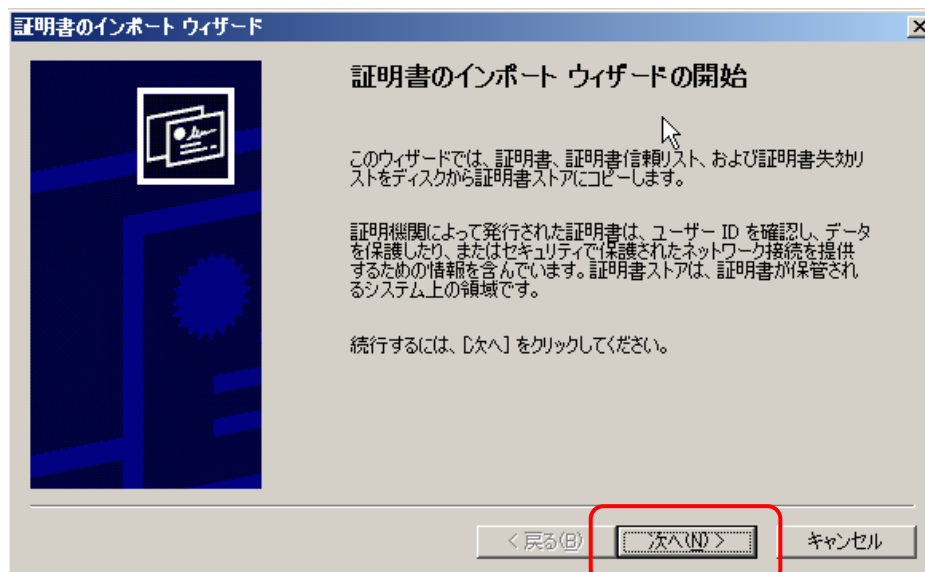 証明書のインポート ウィザード
証明書のインポート ウィザードの開始
このウィザードでは、証明書、証明書信頼リスト、および証明書失効リ
ストをディスクから証明書ストアにコピーします。
証明機関によって発行された証明書は、ユーザー ID を確認し、データ
を保護したり、またはセキュリティで保護されたネットワーク接続を提供
するための情報を含んでいます。証明書ストアは、証明書が保管され
るシステム上の領域です。
続行するには、[次へ] をクリックしてください。
< 戻る(B) 次へ(N) > キャンセル